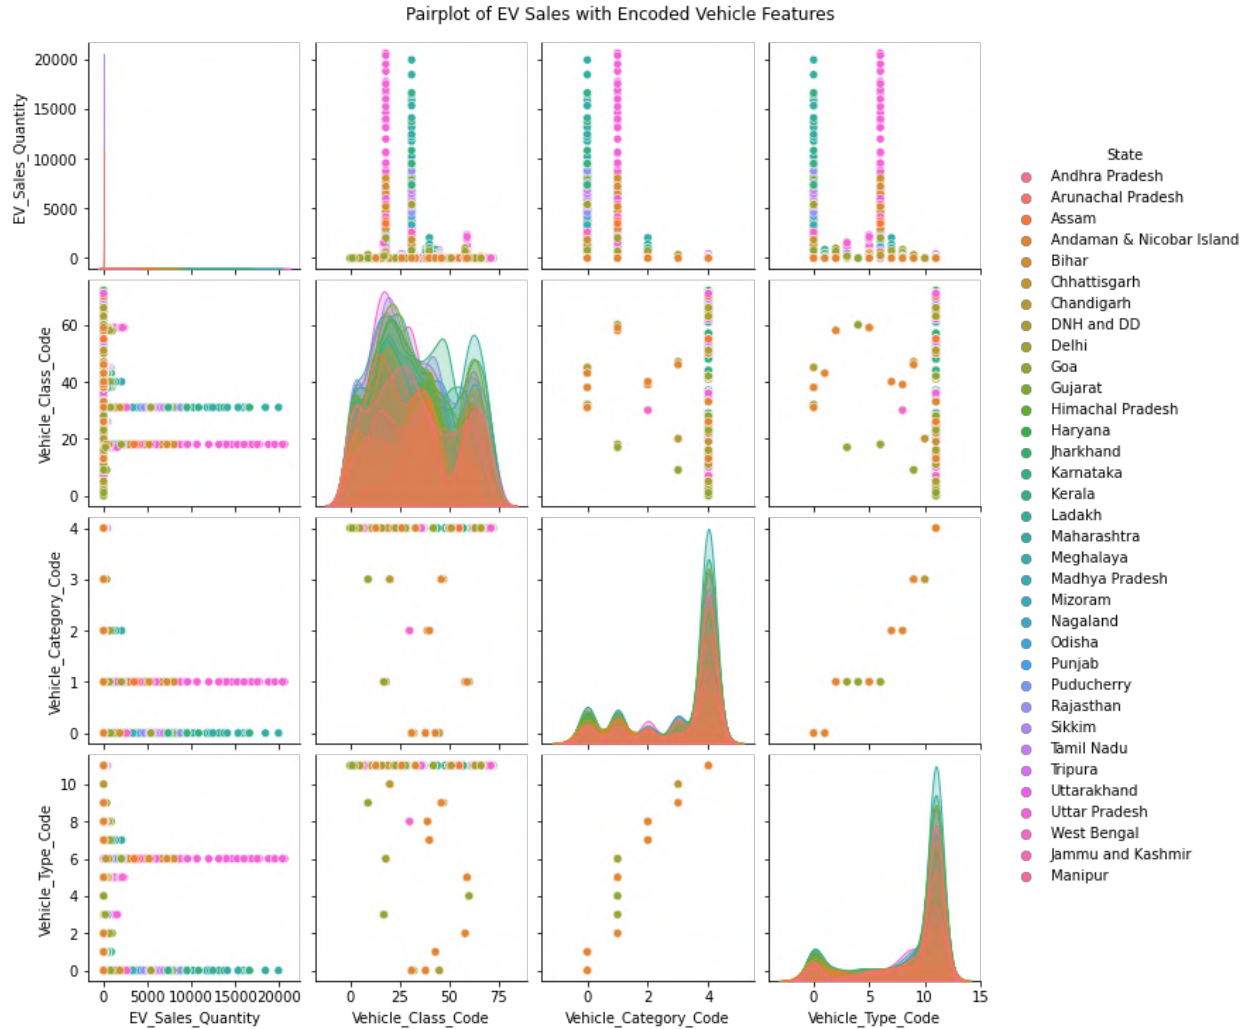 Pairplot of EV Sales with Encoded Vehicle Features
EV_Sales_Quantity
20000
15000
10000
5000
0
Vehicle_Class_Code
60
40
20
0
Vehicle_Category_Code
4
3
2
1
0
Vehicle_Type_Code
10
8
6
4
2
0
0 5000 10000 15000 20000
EV_Sales_Quantity
0 25 50 75
Vehicle_Class_Code
0 2 4
Vehicle_Category_Code
0 5 10 15
Vehicle_Type_Code
State
Andhra Pradesh
Arunachal Pradesh
Assam
Andaman & Nicobar Island
Bihar
Chhattisgarh
Chandigarh
DNH and DD
Delhi
Goa
Gujarat
Himachal Pradesh
Haryana
Jharkhand
Karnataka
Kerala
Ladakh
Maharashtra
Meghalaya
Madhya Pradesh
Mizoram
Nagaland
Odisha
Punjab
Puducherry
Rajasthan
Sikkim
Tamil Nadu
Tripura
Uttarakhand
Uttar Pradesh
West Bengal
Jammu and Kashmir
Manipur